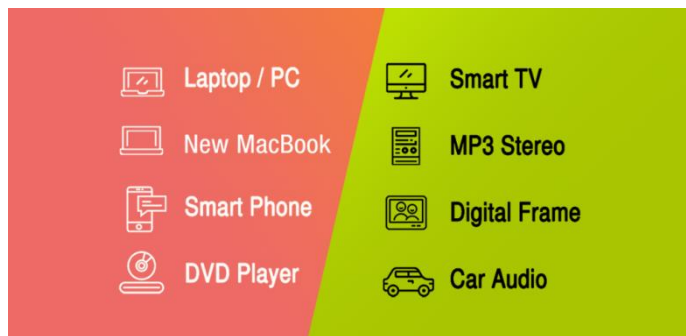 Laptop / PC
New MacBook
Smart Phone
DVD Player
Smart TV
MP3 Stereo
Digital Frame
Car Audio